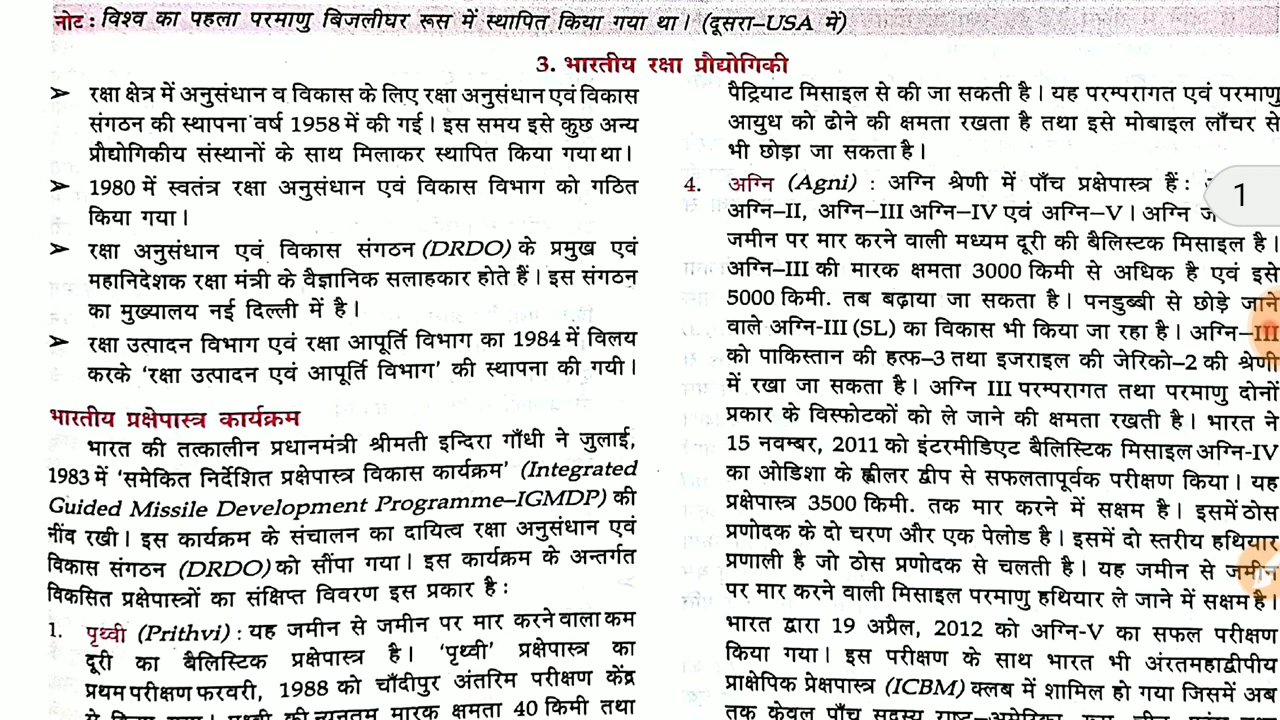 नोट: विश्व का पहला परमाणु बिजलीघर रूस में स्थापित किया गया था। (दूसरा–USA में)
3. भारतीय रक्षा प्रौद्योगिकी
➢ रक्षा क्षेत्र में अनुसंधान व विकास के लिए रक्षा अनुसंधान एवं विकास
संगठन की स्थापना वर्ष 1958 में की गई। इस समय इसे कुछ अन्य
प्रौद्योगिकीय संस्थानों के साथ मिलाकर स्थापित किया गया था।
➢ 1980 में स्वतंत्र रक्षा अनुसंधान एवं विकास विभाग को गठित
किया गया।
➢ रक्षा अनुसंधान एवं विकास संगठन (DRDO) के प्रमुख एवं
महानिदेशक रक्षा मंत्री के वैज्ञानिक सलाहकार होते हैं। इस संगठन
का मुख्यालय नई दिल्ली में है।
➢ रक्षा उत्पादन विभाग एवं रक्षा आपूर्ति विभाग का 1984 में विलय
करके ‘रक्षा उत्पादन एवं आपूर्ति विभाग’ की स्थापना की गयी।
भारतीय प्रक्षेपास्त्र कार्यक्रम
भारत की तत्कालीन प्रधानमंत्री श्रीमती इन्दिरा गाँधी ने जुलाई,
1983 में ‘समेकित निर्देशित प्रक्षेपास्त्र विकास कार्यक्रम’ (Integrated
Guided Missile Development Programme–IGMDP) की
नींव रखी। इस कार्यक्रम के संचालन का दायित्व रक्षा अनुसंधान एवं
विकास संगठन (DRDO) को सौंपा गया। इस कार्यक्रम के अन्तर्गत
विकसित प्रक्षेपास्त्रों का संक्षिप्त विवरण इस प्रकार है :
1. पृथ्वी (Prithvi) : यह जमीन से जमीन पर मार करने वाला कम
दूरी का बैलिस्टिक प्रक्षेपास्त्र है। ‘पृथ्वी’ प्रक्षेपास्त्र का
प्रथम परीक्षण फरवरी, 1988 को चाँदीपुर अंतरिम परीक्षण केंद्र
से किया गया। पृथ्वी की न्यूनतम मारक क्षमता 40 किमी तथा
पैट्रियाट मिसाइल से की जा सकती है। यह परम्परागत एवं परमाणु
आयुध को ढोने की क्षमता रखता है तथा इसे मोबाइल लाँचर से
भी छोड़ा जा सकता है।
4. अग्नि (Agni) : अग्नि श्रेणी में पाँच प्रक्षेपास्त्र हैं :
अग्नि–II, अग्नि–III अग्नि–IV एवं अग्नि–V। अग्नि
जमीन पर मार करने वाली मध्यम दूरी की बैलिस्टिक मिसाइल है।
अग्नि–III की मारक क्षमता 3000 किमी से अधिक है एवं इसे
5000 किमी. तब बढ़ाया जा सकता है। पनडुब्बी से छोड़े जाने
वाले अग्नि-III (SL) का विकास भी किया जा रहा है। अग्नि–III
को पाकिस्तान की हत्फ–3 तथा इजराइल की जेरिको–2 की श्रेणी
में रखा जा सकता है। अग्नि III परम्परागत तथा परमाणु दोनों
प्रकार के विस्फोटकों को ले जाने की क्षमता रखती है। भारत ने
15 नवम्बर, 2011 को इंटरमीडिएट बैलिस्टिक मिसाइल अग्नि-IV
का ओडिशा के ह्वीलर द्वीप से सफलतापूर्वक परीक्षण किया। यह
प्रक्षेपास्त्र 3500 किमी. तक मार करने में सक्षम है। इसमें ठोस
प्रणोदक के दो चरण और एक पेलोड है। इसमें दो स्तरीय हथियार
प्रणाली है जो ठोस प्रणोदक से चलती है। यह जमीन से जमीन
पर मार करने वाली मिसाइल परमाणु हथियार ले जाने में सक्षम है।
भारत द्वारा 19 अप्रैल, 2012 को अग्नि-V का सफल परीक्षण
किया गया। इस परीक्षण के साथ भारत भी अंरतमहाद्वीपीय
प्राक्षेपिक प्रेक्षपास्त्र (ICBM) क्लब में शामिल हो गया जिसमें अब
तक केवल पाँच सदस्य राष्ट्र–अमेरिका,
1